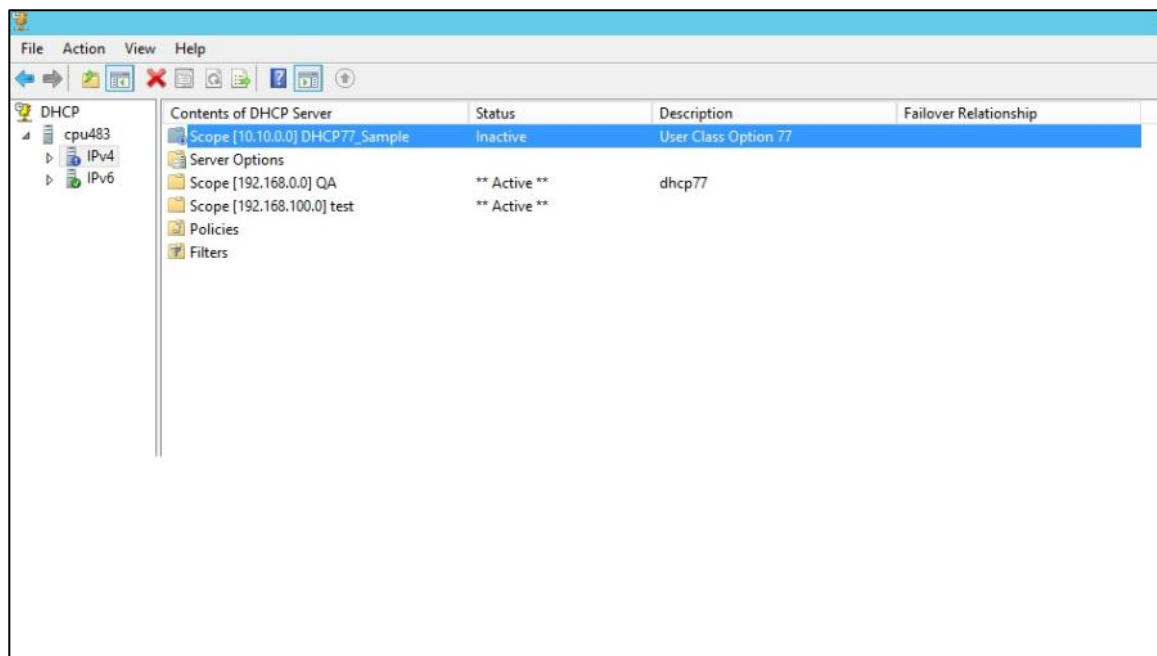 File Action View Help
DHCP
cpu483
IPv4
IPv6
Contents of DHCP Server Status Description Failover Relationship
Scope [10.10.0.0] DHCP77_Sample Inactive User Class Option 77
Server Options
Scope [192.168.0.0] QA ** Active ** dhcp77
Scope [192.168.100.0] test ** Active **
Policies
Filters